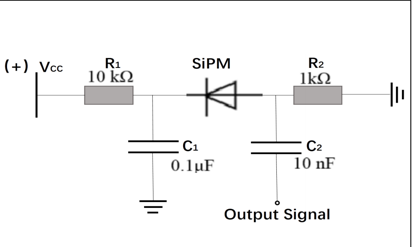 (+) Vcc R1 SiPM R2
10 kΩ 1kΩ
C1 C2
0.1μF 10 nF
Output Signal